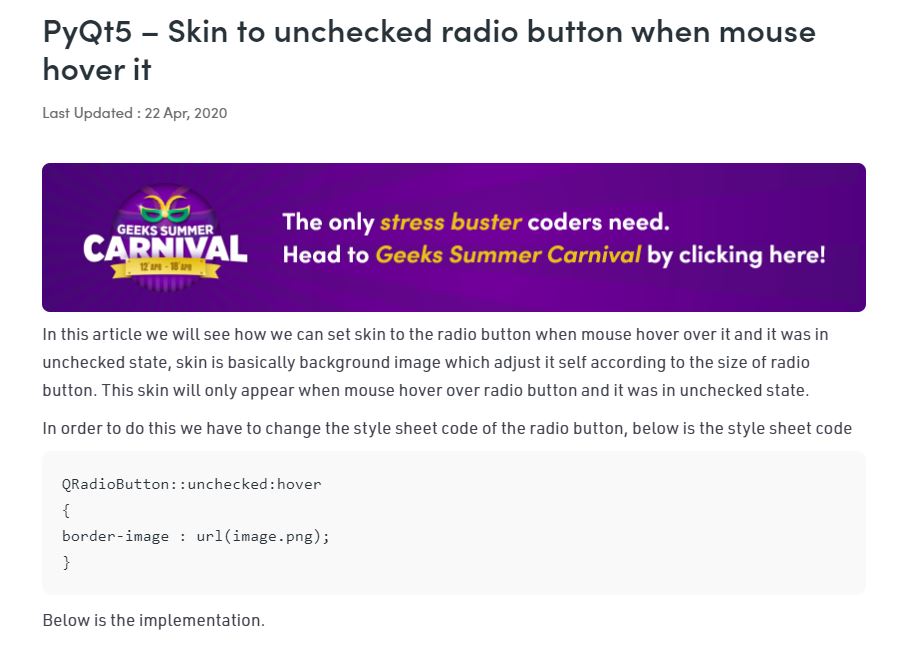 PyQt5 – Skin to unchecked radio button when mouse
hover it
Last Updated : 22 Apr, 2020
GEEKS SUMMER
CARNIVAL
12 APR - 18 APR
The only stress buster coders need.
Head to Geeks Summer Carnival by clicking here!
In this article we will see how we can set skin to the radio button when mouse hover over it and it was in
unchecked state, skin is basically background image which adjust it self according to the size of radio
button. This skin will only appear when mouse hover over radio button and it was in unchecked state.
In order to do this we have to change the style sheet code of the radio button, below is the style sheet code
QRadioButton::unchecked:hover
{
border-image : url(image.png);
}
Below is the implementation.